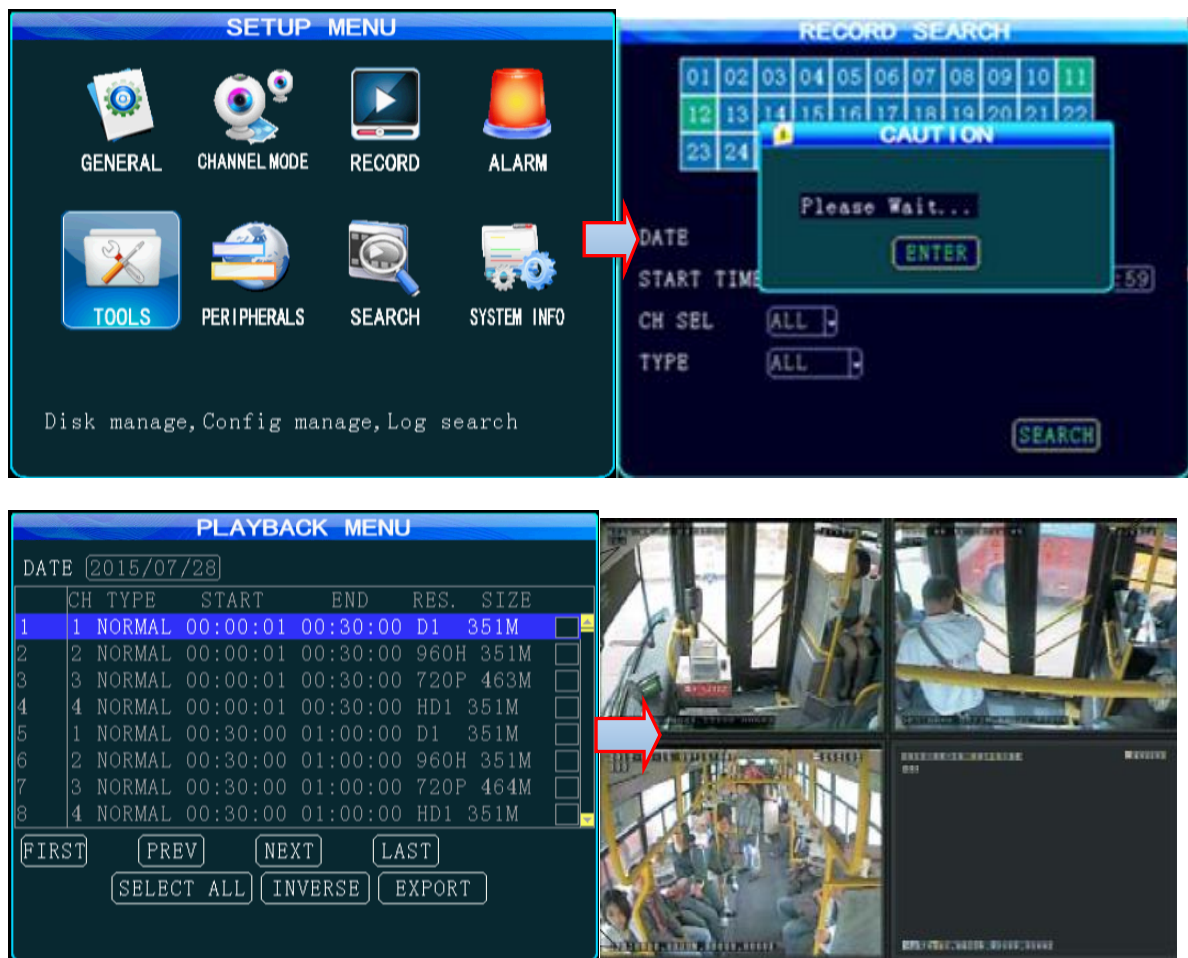 SETUP MENU
GENERAL CHANNEL MODE RECORD ALARM
TOOLS PERIPHERALS SEARCH SYSTEM INFO
Disk manage,Config manage,Log search
RECORD SEARCH
01 02 03 04 05 06 07 08 09 10 11
12 13 14 15 16 17 18 19 20 21 22
23 24
CAUTION
Please Wait...
ENTER
DATE
START TIME :59
CH SEL ALL
TYPE ALL
SEARCH
PLAYBACK MENU
DATE 2015/07/28
CH TYPE START END RES. SIZE
1 1 NORMAL 00:00:01 00:30:00 D1 351M
2 2 NORMAL 00:00:01 00:30:00 960H 351M
3 3 NORMAL 00:00:01 00:30:00 720P 463M
4 4 NORMAL 00:00:01 00:30:00 HD1 351M
5 1 NORMAL 00:30:00 01:00:00 D1 351M
6 2 NORMAL 00:30:00 01:00:00 960H 351M
7 3 NORMAL 00:30:00 01:00:00 720P 464M
8 4 NORMAL 00:30:00 01:00:00 HD1 351M
FIRST PREV NEXT LAST
SELECT ALL INVERSE EXPORT